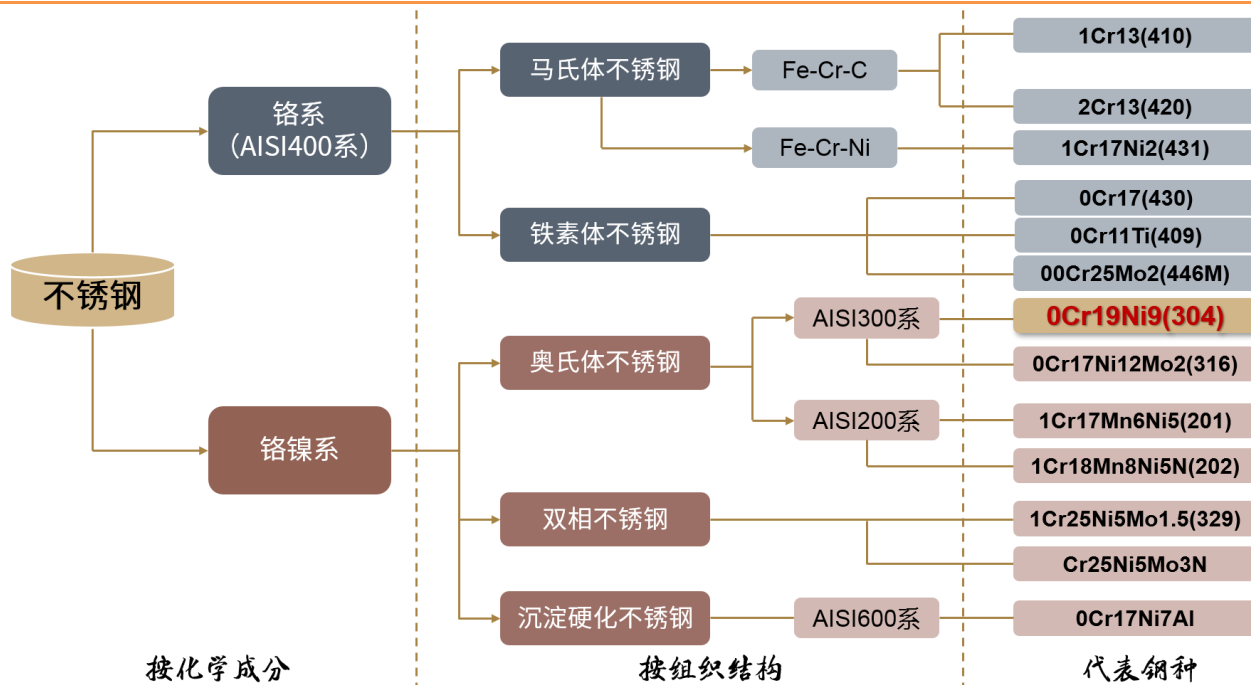 不锈钢
铬系
（AISI400系）
铬镍系
马氏体不锈钢
Fe-Cr-C
Fe-Cr-Ni
铁素体不锈钢
奥氏体不锈钢
AISI300系
AISI200系
双相不锈钢
沉淀硬化不锈钢
AISI600系
1Cr13(410)
2Cr13(420)
1Cr17Ni2(431)
0Cr17(430)
0Cr11Ti(409)
00Cr25Mo2(446M)
0Cr19Ni9(304)
0Cr17Ni12Mo2(316)
1Cr17Mn6Ni5(201)
1Cr18Mn8Ni5N(202)
1Cr25Ni5Mo1.5(329)
Cr25Ni5Mo3N
0Cr17Ni7Al
按化学成分
按组织结构
代表钢种